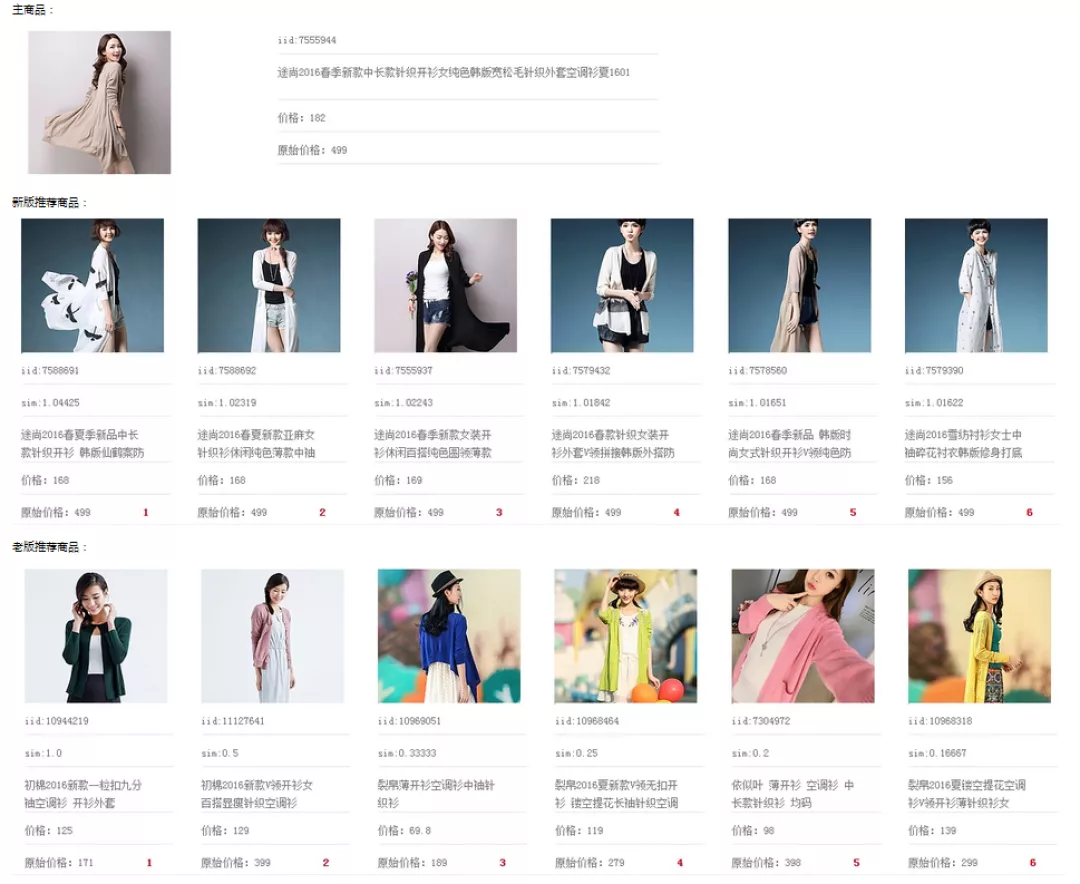 主商品：
iid:7555944
途尚2016春季新款中长款针织开衫女纯色韩版宽松毛针织外套空调衫夏1601
价格：182
原始价格：499
新版推荐商品：
iid:7588691
sim:1.04425
途尚2016春夏季新品中长
款针织开衫 韩版仙鹤案防
价格：168
原始价格：499 1
iid:7588692
sim:1.02319
途尚2016春夏新款亚麻女
针织衫休闲纯色薄款中袖
价格：168
原始价格：499 2
iid:7555937
sim:1.02243
途尚2016春季新款女装开
衫休闲百搭纯色圆领薄款
价格：169
原始价格：499 3
iid:7579432
sim:1.01842
途尚2016春款针织女装开
衫外套V领拼接韩版外搭防
价格：218
原始价格：499 4
iid:7578560
sim:1.01651
途尚2016春季新品 韩版时
尚女式针织开衫V领纯色防
价格：168
原始价格：499 5
iid:7579390
sim:1.01622
途尚2016雪纺衬衫女士中
袖碎花衬衣韩版修身打底
价格：156
原始价格：499 6
老版推荐商品：
iid:10944219
sim:1.0
初棉2016新款一粒扣九分
袖空调衫 开衫外套
价格：125
原始价格：171 1
iid:11127641
sim:0.5
初棉2016新款V领开衫女
百搭显瘦针织空调衫
价格：129
原始价格：399 2
iid:10969051
sim:0.33333
裂帛薄开衫空调衫中袖针
织衫
价格：69.8
原始价格：189 3
iid:10968464
sim:0.25
裂帛2016夏新款V领无扣开
衫 镂空提花长袖针织空调
价格：119
原始价格：279 4
iid:7304972
sim:0.2
依似叶 薄开衫 空调衫 中
长款针织衫 均码
价格：98
原始价格：398 5
iid:10968318
sim:0.16667
裂帛2016夏镂空提花空调
衫V领开衫薄针织衫女
价格：139
原始价格：299 6